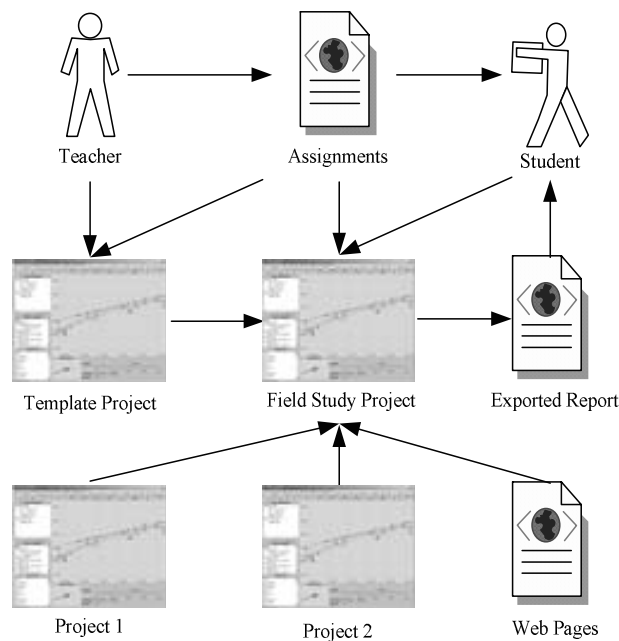 Teacher
Assignments
Student
Template Project
Field Study Project
Exported Report
Project 1
Project 2
Web Pages